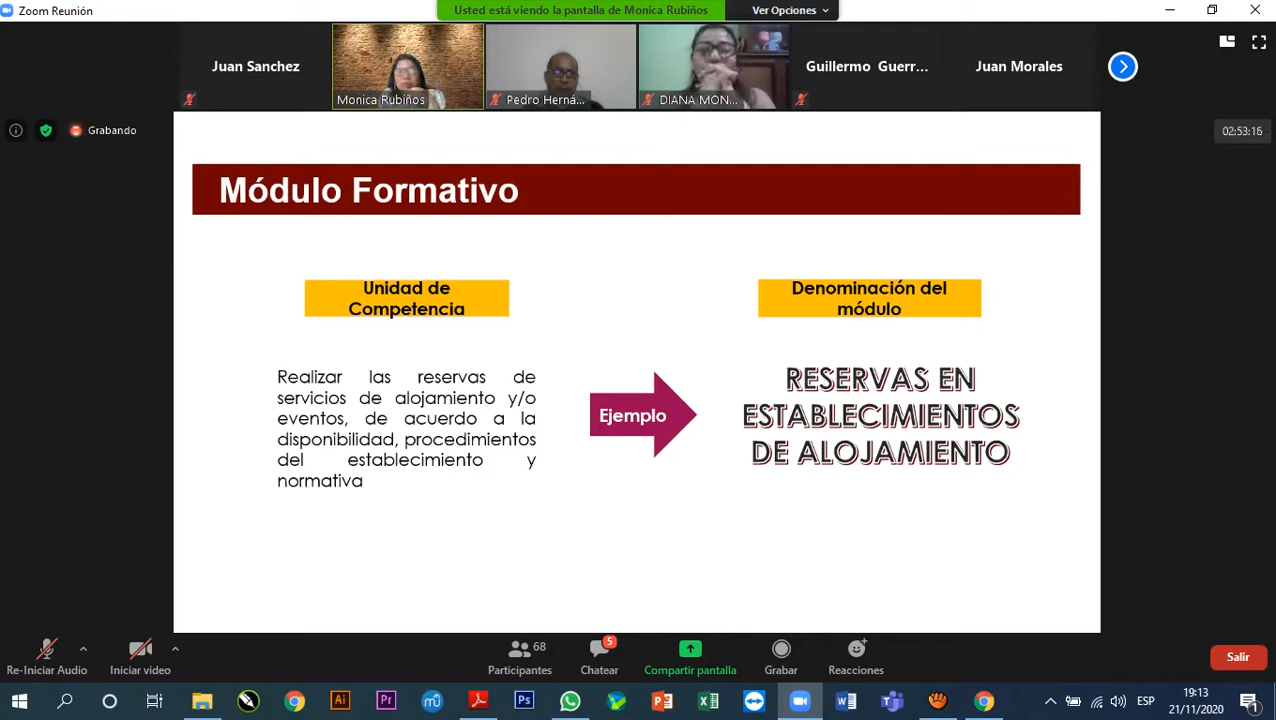 Zoom Reunión
Usted está viendo la pantalla de Monica Rubiños
Ver Opciones
Juan Sanchez
Monica Rubiños
Pedro Herná...
DIANA MON...
Guillermo Guerr...
Juan Morales
Grabando
02:53:16
Módulo Formativo
Unidad de
Competencia
Denominación del
módulo
Realizar las reservas de
servicios de alojamiento y/o
eventos, de acuerdo a la
disponibilidad, procedimientos
del establecimiento y
normativa
Ejemplo
RESERVAS EN
ESTABLECIMIENTOS
DE ALOJAMIENTO
Re-Iniciar Audio
Iniciar video
68
Participantes
5
Chatear
Compartir pantalla
Grabar
Reacciones
Salir
Ai
Pr
Ps
ESP
19:13
21/11/2020
1